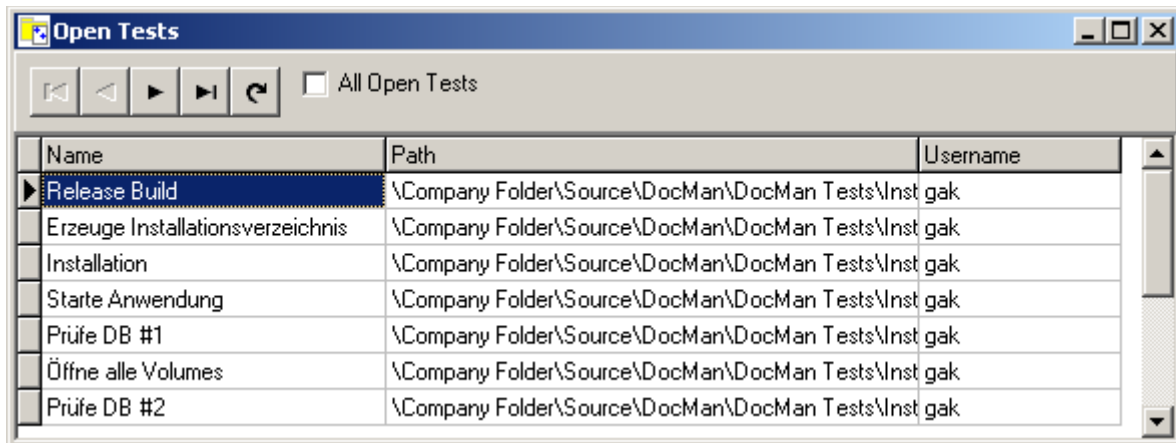 Open Tests
All Open Tests
Name Path Username
Release Build \Company Folder\Source\DocMan\DocMan Tests\Inst gak
Erzeuge Installationsverzeichnis \Company Folder\Source\DocMan\DocMan Tests\Inst gak
Installation \Company Folder\Source\DocMan\DocMan Tests\Inst gak
Starte Anwendung \Company Folder\Source\DocMan\DocMan Tests\Inst gak
Prüfe DB #1 \Company Folder\Source\DocMan\DocMan Tests\Inst gak
Öffne alle Volumes \Company Folder\Source\DocMan\DocMan Tests\Inst gak
Prüfe DB #2 \Company Folder\Source\DocMan\DocMan Tests\Inst gak